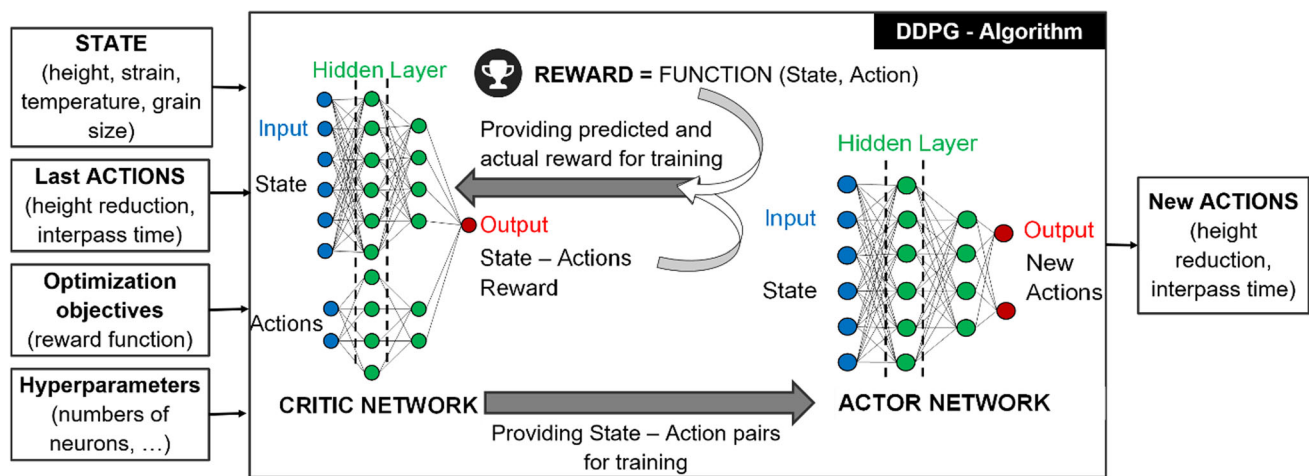 STATE
(height, strain,
temperature, grain
size)
Last ACTIONS
(height reduction,
interpass time)
Optimization
objectives
(reward function)
Hyperparameters
(numbers of
neurons, …)
DDPG - Algorithm
REWARD = FUNCTION (State, Action)
Hidden Layer
Input
State
Actions
Providing predicted and
actual reward for training
Output
State – Actions
Reward
CRITIC NETWORK
Providing State – Action pairs
for training
Hidden Layer
Input
State
Output
New
Actions
ACTOR NETWORK
New ACTIONS
(height
reduction,
interpass time)